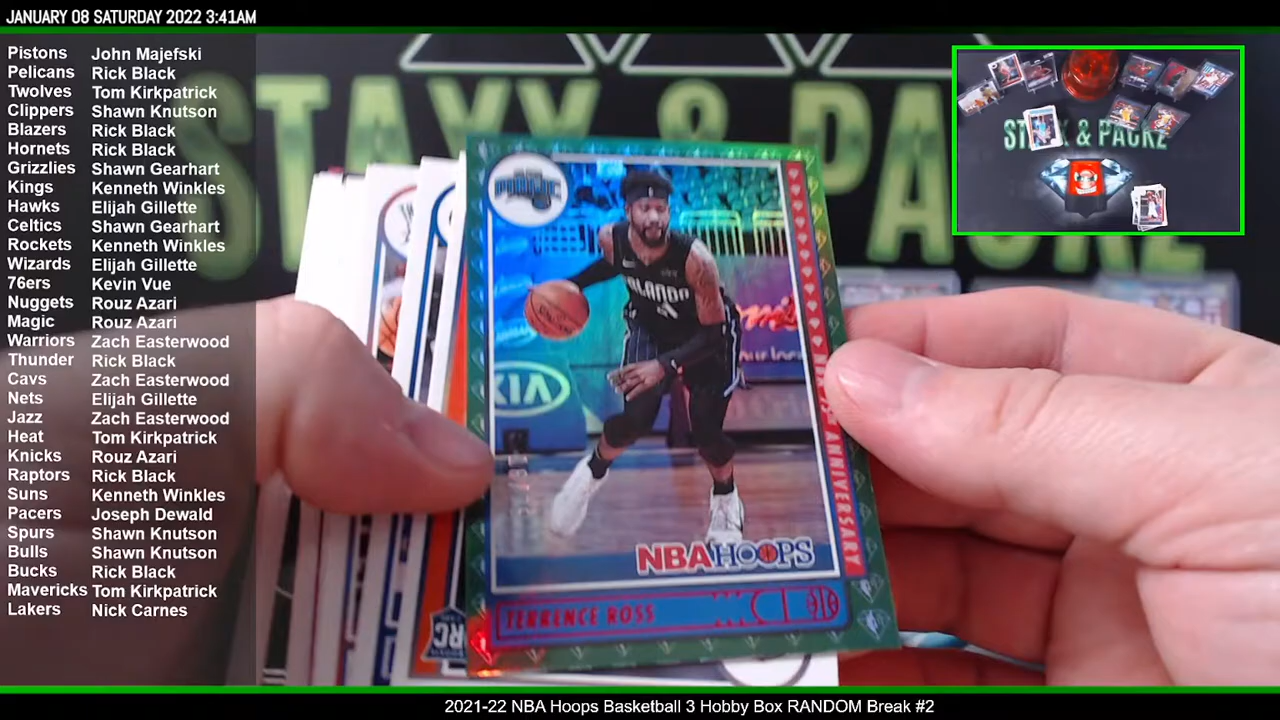 JANUARY 08 SATURDAY 2022 3:41AM
Pistons John Majefski
Pelicans Rick Black
Twolves Tom Kirkpatrick
Clippers Shawn Knutson
Blazers Rick Black
Hornets Rick Black
Grizzlies Shawn Gearhart
Kings Kenneth Winkles
Hawks Elijah Gillette
Celtics Shawn Gearhart
Rockets Kenneth Winkles
Wizards Elijah Gillette
76ers Kevin Vue
Nuggets Rouz Azari
Magic Rouz Azari
Warriors Zach Easterwood
Thunder Rick Black
Cavs Zach Easterwood
Nets Elijah Gillette
Jazz Zach Easterwood
Heat Tom Kirkpatrick
Knicks Rouz Azari
Raptors Rick Black
Suns Kenneth Winkles
Pacers Joseph Dewald
Spurs Shawn Knutson
Bulls Shawn Knutson
Bucks Rick Black
Mavericks Tom Kirkpatrick
Lakers Nick Carnes
STAXX & PACKZ
MAGIC
ORLANDO
KIA
ANNIVERSARY
NBA HOOPS
TERRENCE ROSS
RC
& PACKZ
2021-22 NBA Hoops Basketball 3 Hobby Box RANDOM Break #2